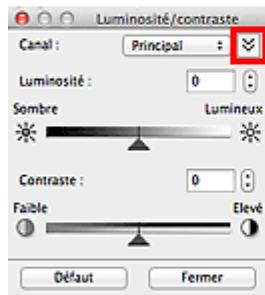 Luminosité/contraste
Canal : Principal
Luminosité : 0
Sombre Lumineux
Contraste : 0
Faible Elevé
Défaut Fermer